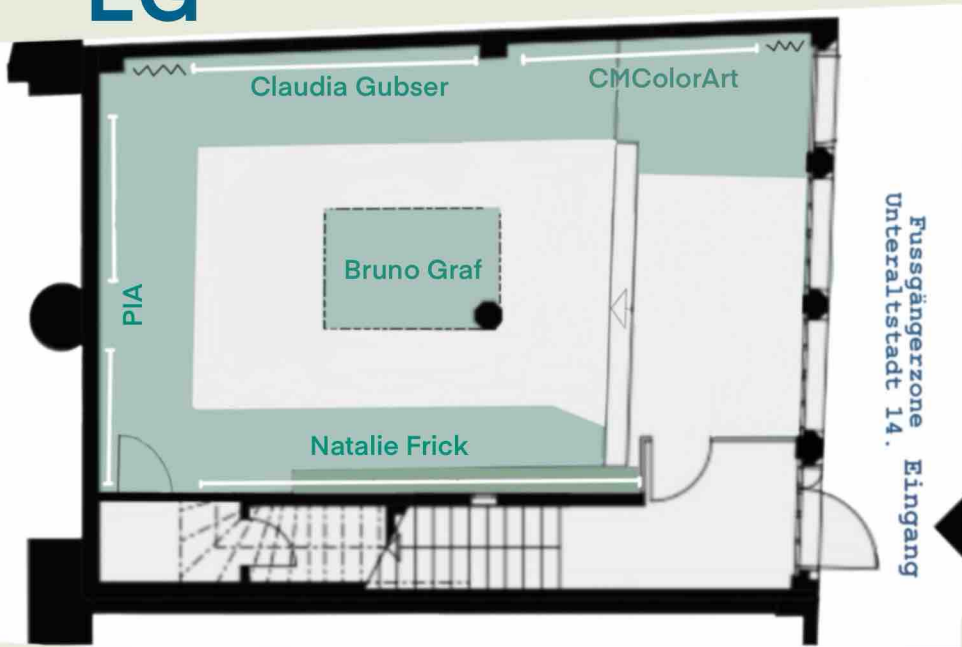 EG
Claudia Gubser
CMColorArt
Bruno Graf
PIA
Natalie Frick
Fussgängerzone
Unteraltstadt 14. Eingang